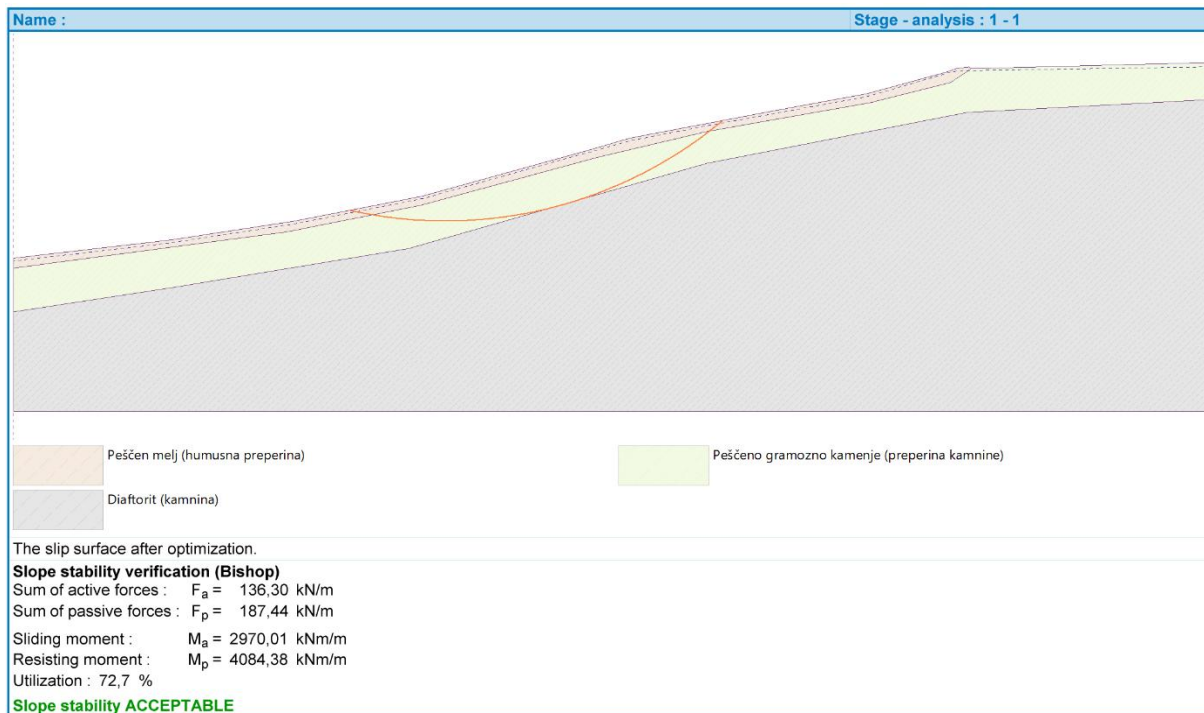 Name :
Stage - analysis : 1 - 1
Peščen melj (humusna preperina)
Peščeno gramozno kamenje (preperina kamnine)
Diaftorit (kamnina)
The slip surface after optimization.
Slope stability verification (Bishop)
Sum of active forces : Fa = 136,30 kN/m
Sum of passive forces : Fp = 187,44 kN/m
Sliding moment : Ma = 2970,01 kNm/m
Resisting moment : Mp = 4084,38 kNm/m
Utilization : 72,7 %
Slope stability ACCEPTABLE